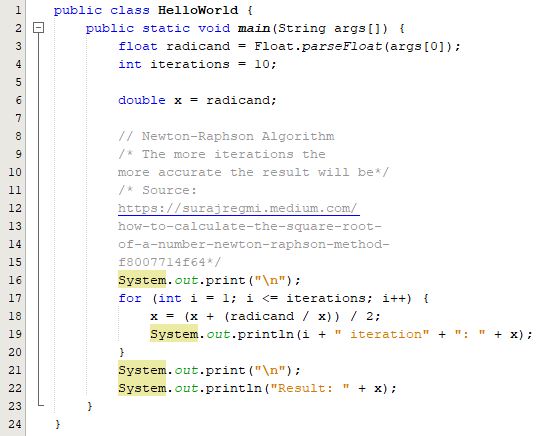 1 public class HelloWorld {
2 public static void main(String args[]) {
3 float radicand = Float.parseFloat(args[0]);
4 int iterations = 10;
5
6 double x = radicand;
7
8 // Newton-Raphson Algorithm
9 /* The more iterations the
10 more accurate the result will be*/
11 /* Source:
12 https://surajregmi.medium.com/
13 how-to-calculate-the-square-root-
14 of-a-number-newton-raphson-method-
15 f8007714f64*/
16 System.out.print("\n");
17 for (int i = 1; i <= iterations; i++) {
18 x = (x + (radicand / x)) / 2;
19 System.out.println(i + " iteration" + ": " + x);
20 }
21 System.out.print("\n");
22 System.out.println("Result: " + x);
23 }
24 }